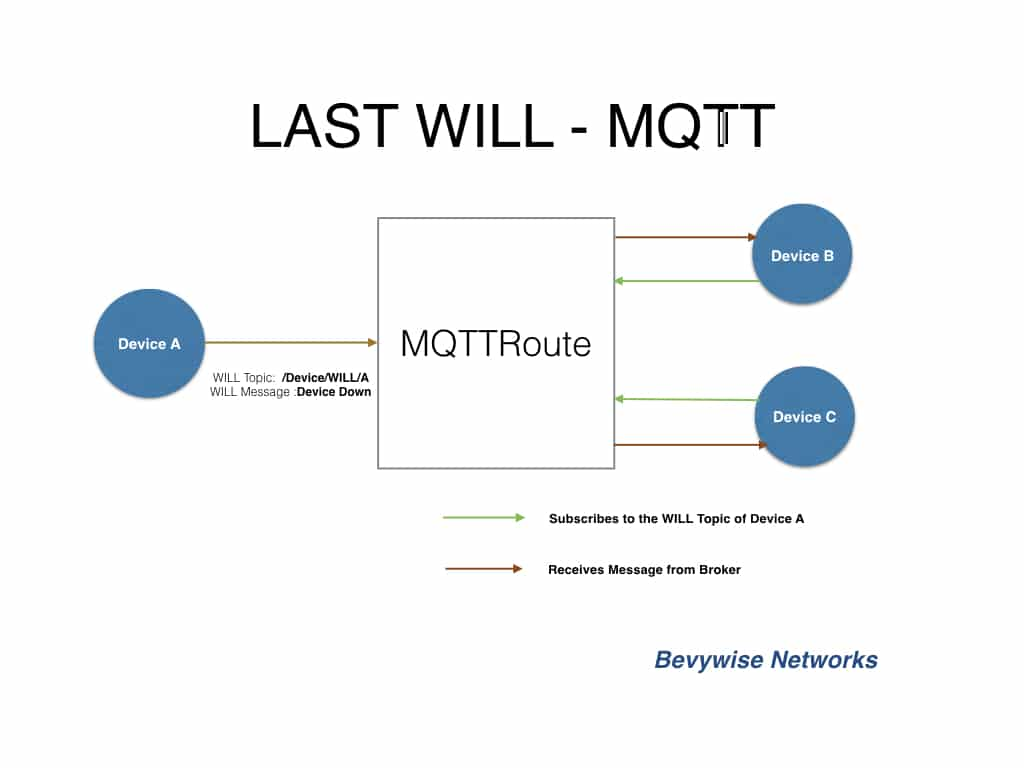 LAST WILL - MQTT
Device B
Device A
MQTTRoute
WILL Topic: /Device/WILL/A
WILL Message :Device Down
Device C
Subscribes to the WILL Topic of Device A
Receives Message from Broker
Bevywise Networks